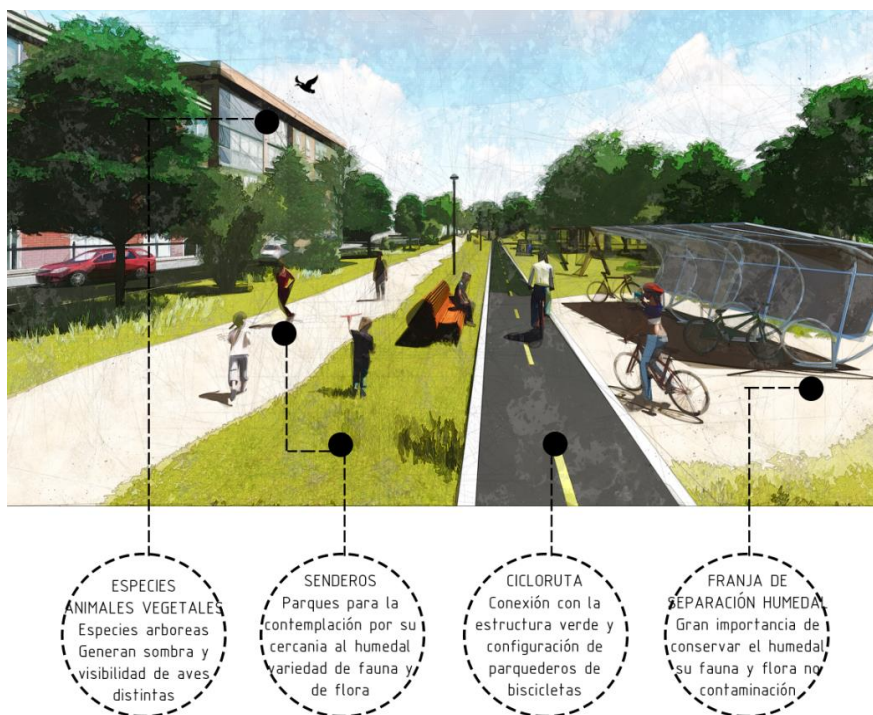 ESPECIES
ANIMALES VEGETALES
Especies arboreas
Generan sombra y
visibilidad de aves
distintas
SENDEROS
Parques para la
contemplación por su
cercania al humedal
variedad de fauna y
de flora
CICLORUTA
Conexión con la
estructura verde y
configuración de
parquederos de
biscicletas
FRANJA DE
SEPARACIÓN HUMEDAL
Gran importancia de
conservar el humedal
su fauna y flora no
contaminación